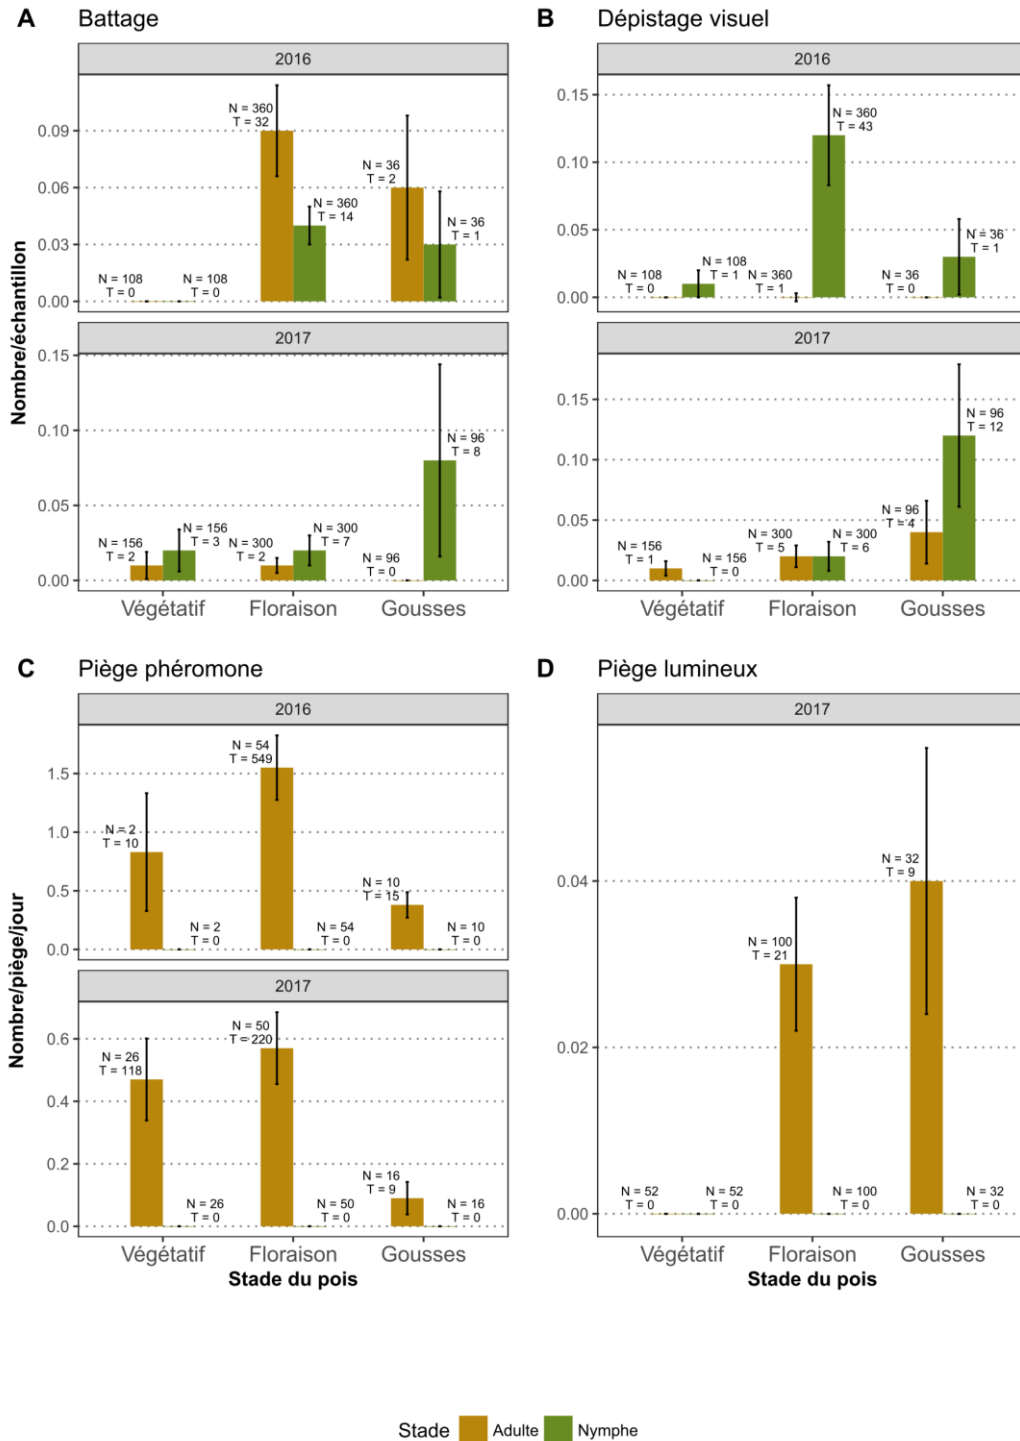 A Battage
2016
0.09
0.06
0.03
0.00
N = 108
T = 0
N = 108
T = 0
N = 360
T = 32
N = 360
T = 14
N = 36
T = 2
N = 36
T = 1
2017
0.15
0.10
0.05
0.00
N = 156
T = 2
N = 156
T = 3
N = 300
T = 2
N = 300
T = 7
N = 96
T = 0
N = 96
T = 8
Végétatif Floraison Gousses
Nombre/échantillon
B Dépistage visuel
2016
0.15
0.10
0.05
0.00
N = 108
T = 0
N = 108
T = 1
N = 360
T = 1
N = 360
T = 43
N = 36
T = 0
N = 36
T = 1
2017
0.15
0.10
0.05
0.00
N = 156
T = 1
N = 156
T = 0
N = 300
T = 5
N = 300
T = 6
N = 96
T = 4
N = 96
T = 12
Végétatif Floraison Gousses
C Piège phéromone
2016
1.5
1.0
0.5
0.0
N = 2
T = 10
N = 2
T = 0
N = 54
T = 549
N = 54
T = 0
N = 10
T = 15
N = 10
T = 0
2017
0.6
0.4
0.2
0.0
N = 26
T = 118
N = 26
T = 0
N = 50
T = 220
N = 50
T = 0
N = 16
T = 9
N = 16
T = 0
Végétatif Floraison Gousses
Stade du pois
Nombre/piège/jour
D Piège lumineux
2017
0.04
0.02
0.00
N = 52
T = 0
N = 52
T = 0
N = 100
T = 21
N = 100
T = 0
N = 32
T = 9
N = 32
T = 0
Végétatif Floraison Gousses
Stade du pois
Stade Adulte Nymphe